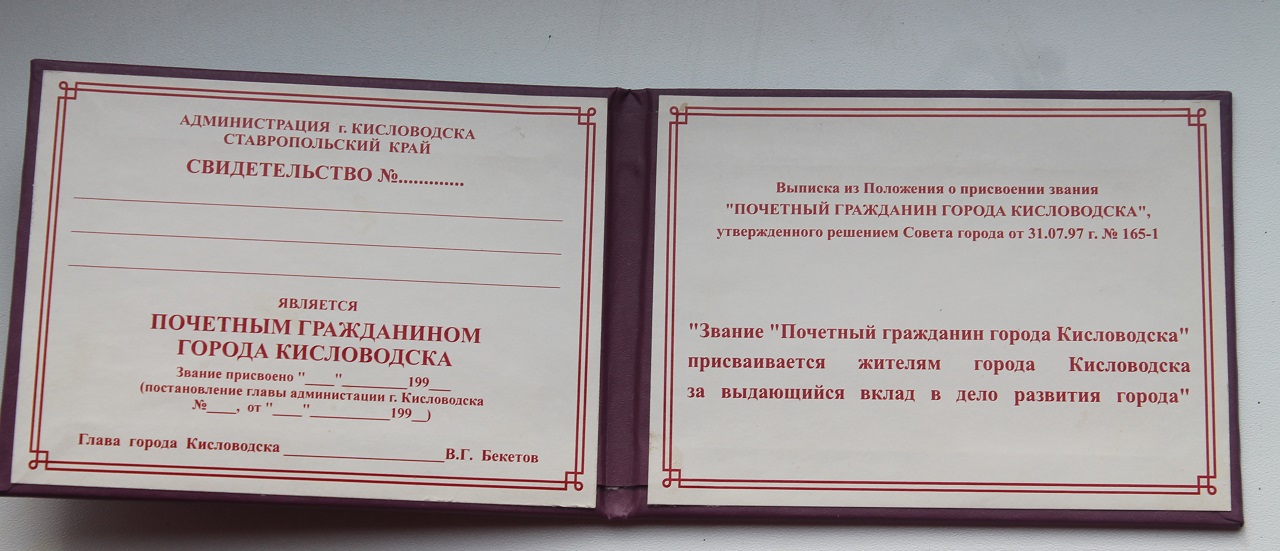 АДМИНИСТРАЦИЯ г. КИСЛОВОДСКА
СТАВРОПОЛЬСКИЙ КРАЙ
СВИДЕТЕЛЬСТВО №.............
ЯВЛЯЕТСЯ
ПОЧЕТНЫМ ГРАЖДАНИНОМ
ГОРОДА КИСЛОВОДСКА
Звание присвоено "____"_________199___
(постановление главы администации г. Кисловодска
№____, от "____"___________199__)
Глава города Кисловодска ____________________В.Г. Бекетов
Выписка из Положения о присвоении звания
"ПОЧЕТНЫЙ ГРАЖДАНИН ГОРОДА КИСЛОВОДСКА",
утвержденного решением Совета города от 31.07.97 г. № 165-1
"Звание "Почетный гражданин города Кисловодска"
присваивается жителям города Кисловодска
за выдающийся вклад в дело развития города"